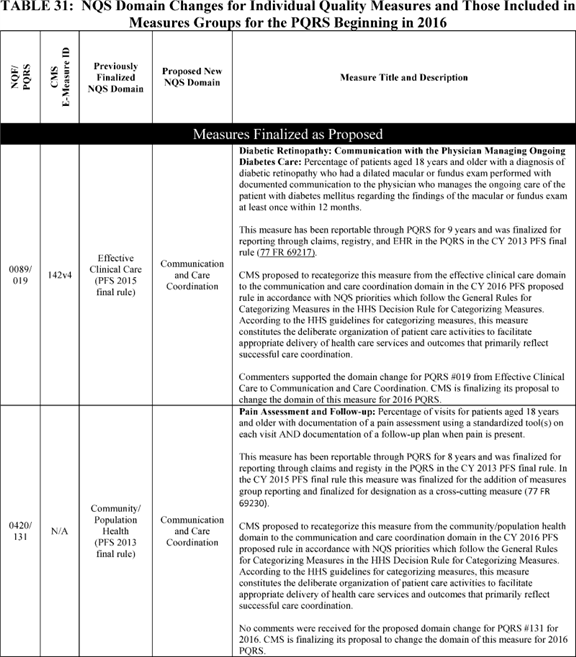 TABLE 31: NQS Domain Changes for Individual Quality Measures and Those Included in
Measures Groups for the PQRS Beginning in 2016
NQF/
PQRS
CMS
E-Measure ID
Previously
Finalized
NQS Domain
Proposed New
NQS Domain
Measure Title and Description
Measures Finalized as Proposed
0089/
019
142v4
Effective
Clinical Care
(PFS 2015
final rule)
Communication
and Care
Coordination
Diabetic Retinopathy: Communication with the Physician Managing Ongoing
Diabetes Care: Percentage of patients aged 18 years and older with a diagnosis of
diabetic retinopathy who had a dilated macular or fundus exam performed with
documented communication to the physician who manages the ongoing care of the
patient with diabetes mellitus regarding the findings of the macular or fundus exam
at least once within 12 months.
This measure has been reportable through PQRS for 9 years and was finalized for
reporting through claims, registry, and EHR in the PQRS in the CY 2013 PFS final
rule (77 FR 69217).
CMS proposed to recategorize this measure from the effective clinical care domain
to the communication and care coordination domain in the CY 2016 PFS proposed
rule in accordance with NQS priorities which follow the General Rules for
Categorizing Measures in the HHS Decision Rule for Categorizing Measures.
According to the HHS guidelines for categorizing measures, this measure
constitutes the deliberate organization of patient care activities to facilitate
appropriate delivery of health care services and outcomes that primarily reflect
successful care coordination.
Commenters supported the domain change for PQRS #019 from Effective Clinical
Care to Communication and Care Coordination. CMS is finalizing its proposal to
change the domain of this measure for 2016 PQRS.
0420/
131
N/A
Community/
Population
Health
(PFS 2013
final rule)
Communication
and Care
Coordination
Pain Assessment and Follow-up: Percentage of visits for patients aged 18 years
and older with documentation of a pain assessment using a standardized tool(s) on
each visit AND documentation of a follow-up plan when pain is present.
This measure has been reportable through PQRS for 8 years and was finalized for
reporting through claims and registy in the PQRS in the CY 2013 PFS final rule. In
the CY 2015 PFS final rule this measure was finalized for the addition of measures
group reporting and finalized for designation as a cross-cutting measure (77 FR
69230).
CMS proposed to recategorize this measure from the community/population health
domain to the communication and care coordination domain in the CY 2016 PFS
proposed rule in accordance with NQS priorities which follow the General Rules
for Categorizing Measures in the HHS Decision Rule for Categorizing Measures.
According to the HHS guidelines for categorizing measures, this measure
constitutes the deliberate organization of patient care activities to facilitate
appropriate delivery of health care services and outcomes that primarily reflect
successful care coordination.
No comments were received for the proposed domain change for PQRS #131 for
2016. CMS is finalizing its proposal to change the domain of this measure for 2016
PQRS.